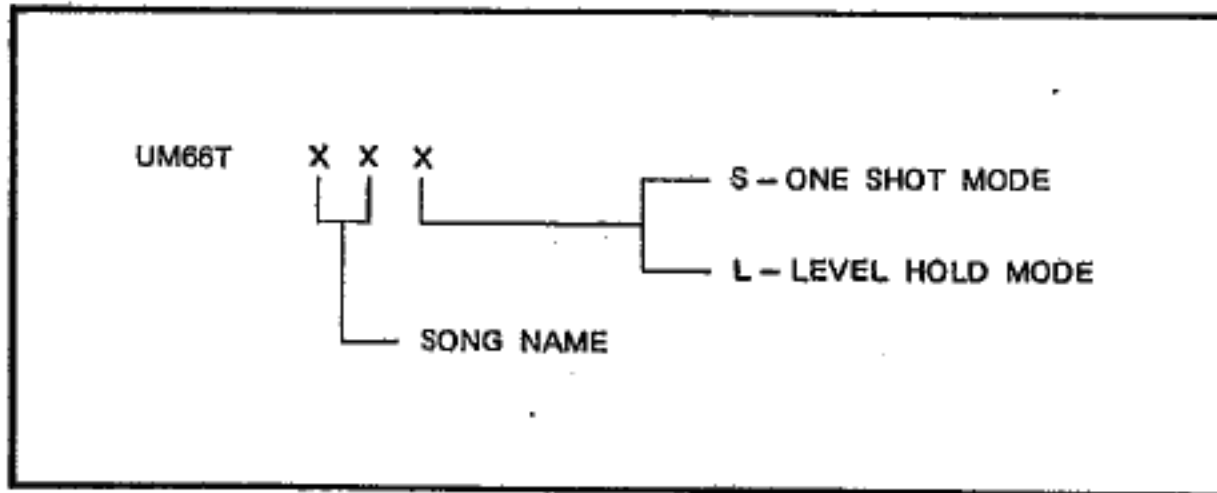 UM66T X X X
S – ONE SHOT MODE
L – LEVEL HOLD MODE
SONG NAME